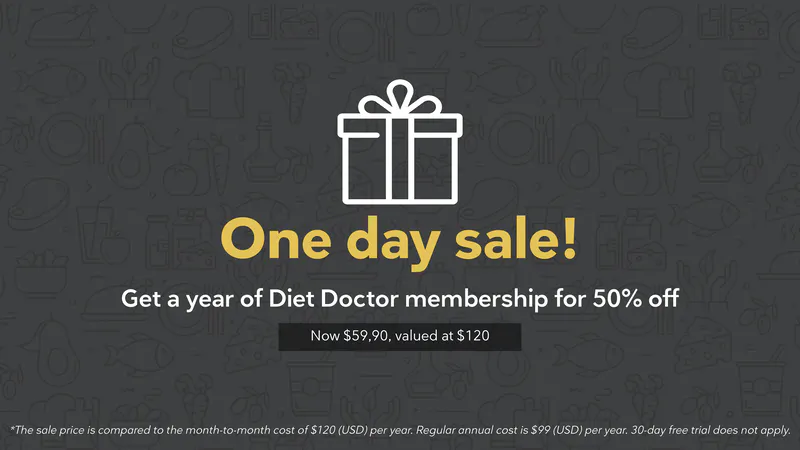 One day sale!
Get a year of Diet Doctor membership for 50% off
Now $59,90, valued at $120
*The sale price is compared to the month-to-month cost of $120 (USD) per year. Regular annual cost is $99 (USD) per year. 30-day free trial does not apply.